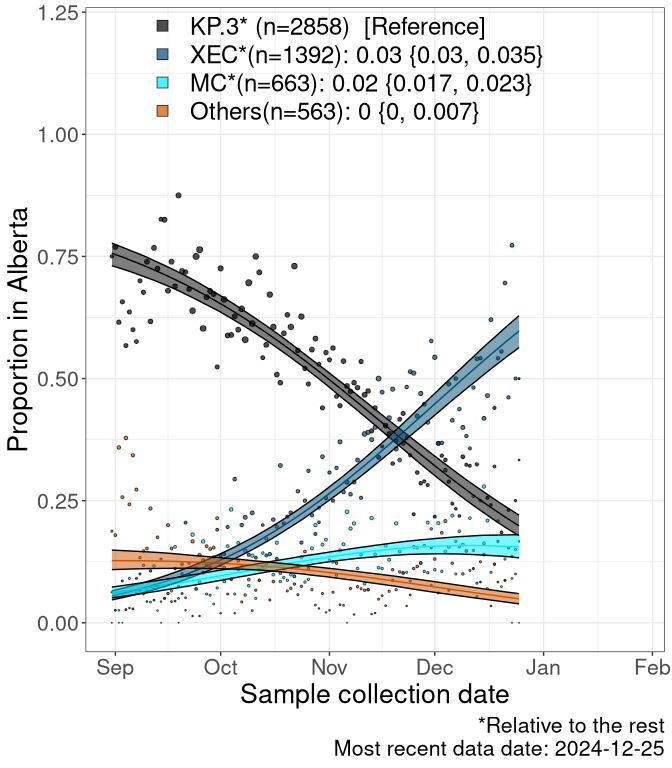 1.25
KP.3* (n=2858)  [Reference]
XEC*(n=1392): 0.03 {0.03, 0.035}
MC*(n=663): 0.02 {0.017, 0.023}
Others(n=563): 0 {0, 0.007}
1.00
0.75
0.50
0.25
0.00
Proportion in Alberta
Sep Oct Nov Dec Jan Feb
Sample collection date
*Relative to the rest
Most recent data date: 2024-12-25